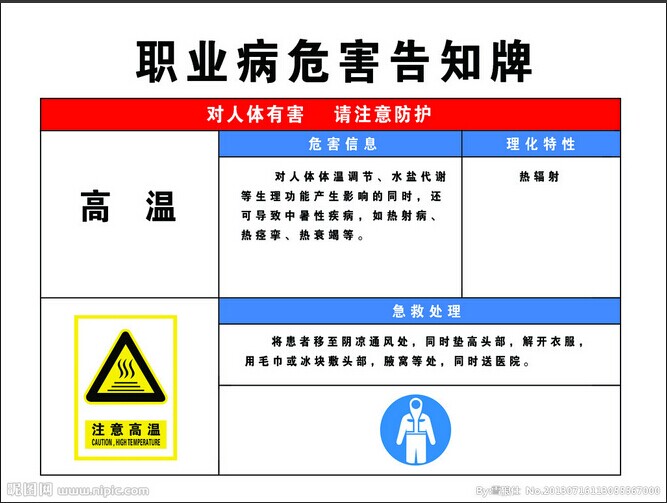 职业病危害告知牌
对人体有害 请注意防护
高 温
危害信息
理化特性
对人体体温调节、水盐代谢
等生理功能产生影响的同时，还
可导致中暑性疾病，如热射病、
热痉挛、热衰竭等。
热辐射
急救处理
将患者移至阴凉通风处，同时垫高头部，解开衣服，
用毛巾或冰块敷头部，腋窝等处，同时送医院。
注意高温
CAUTION, HIGH TEMPERATURE
昵图网 www.nipic.com